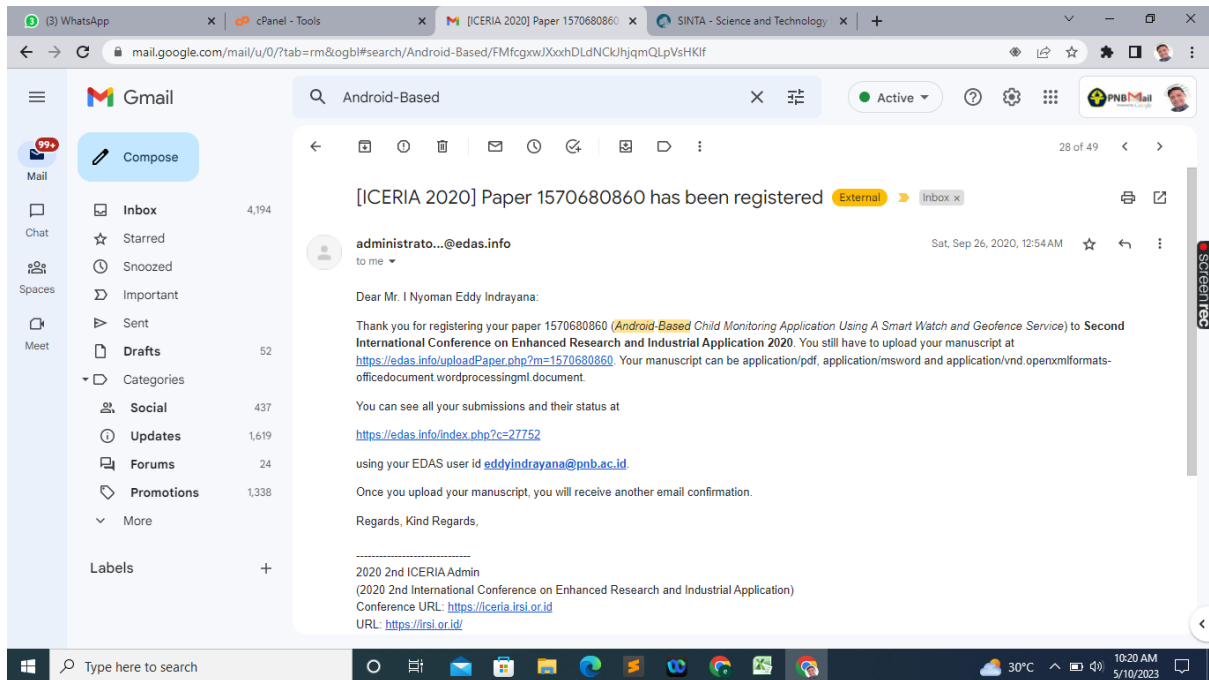 (3) WhatsApp
cPanel - Tools
[ICERIA 2020] Paper 1570680860
SINTA - Science and Technology
mail.google.com/mail/u/0/?tab=rm&ogbl#search/Android-Based/FMfcgxwJXxxhDLdNCkJhjqmQLpVsHKlf
Gmail
Android-Based
Active
PNBMail
99+
Mail
Compose
28 of 49
[ICERIA 2020] Paper 1570680860 has been registered External Inbox x
Chat
Inbox 4,194
Starred
administrato...@edas.info
Sat, Sep 26, 2020, 12:54 AM
to me
Spaces
Snoozed
Important
Meet
Sent
Drafts 52
Categories
Social 437
Updates 1,619
Forums 24
Promotions 1,338
More
Labels
Dear Mr. I Nyoman Eddy Indrayana:
Thank you for registering your paper 1570680860 (Android-Based Child Monitoring Application Using A Smart Watch and Geofence Service) to Second
International Conference on Enhanced Research and Industrial Application 2020. You still have to upload your manuscript at
https://edas.info/uploadPaper.php?m=1570680860. Your manuscript can be application/pdf, application/msword and application/vnd.openxmlformats-
officedocument.wordprocessingml.document.
You can see all your submissions and their status at
https://edas.info/index.php?c=27752
using your EDAS user id eddyindrayana@pnb.ac.id.
Once you upload your manuscript, you will receive another email confirmation.
Regards, Kind Regards,
-----------------------------
2020 2nd ICERIA Admin
(2020 2nd International Conference on Enhanced Research and Industrial Application)
Conference URL: https://iceria.irsi.or.id
URL: https://irsi.or.id/
screenrec
Type here to search
30°C
10:20 AM
5/10/2023